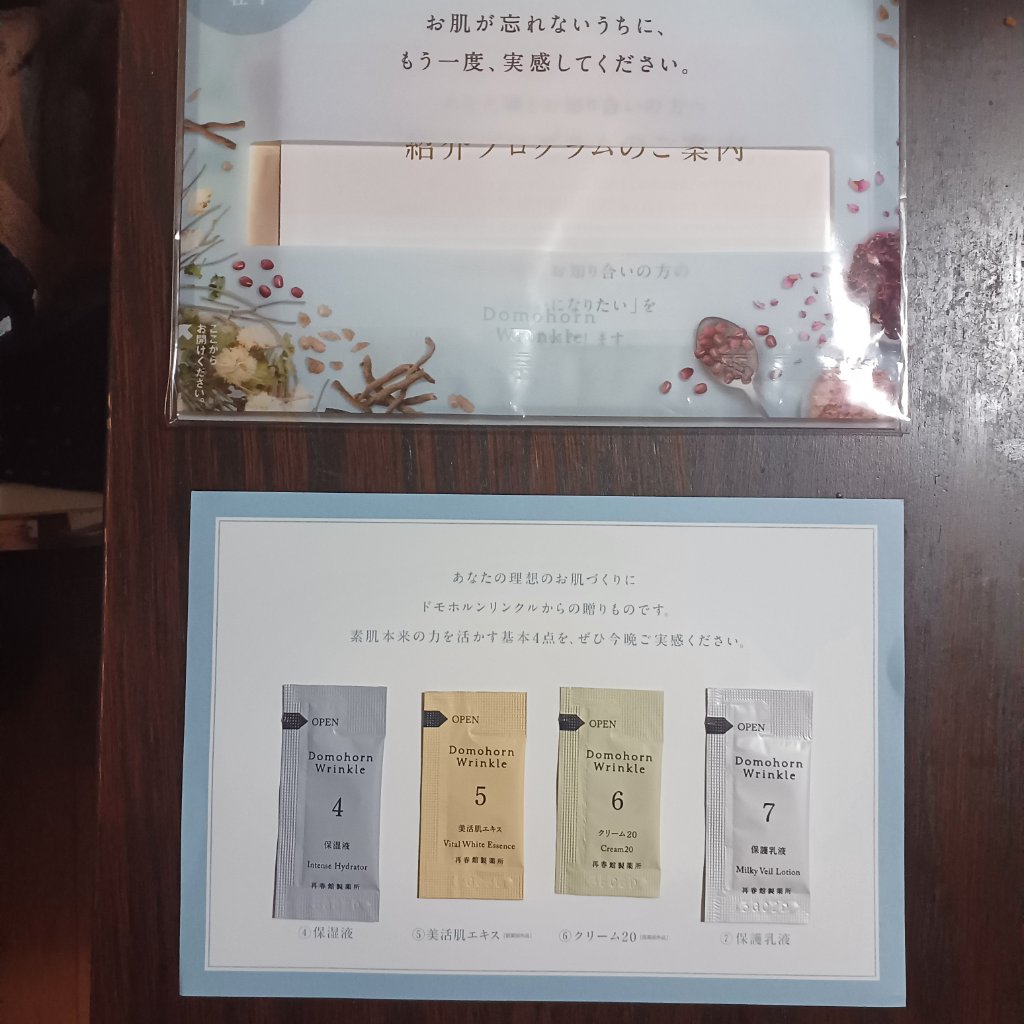 お肌が忘れないうちに、
もう一度、実感してください。
紹介プログラムのご案内
お知り合いの方の
になりたい」を
Domohorn
Wrinkle
ます
ここから
お開けください。
あなたの理想のお肌づくりに
ドモホルンリンクルからの贈りものです。
素肌本来の力を活かす基本4点を、ぜひ今晩ご実感ください。
OPEN
Domohorn
Wrinkle
4
保湿液
Intense Hydrator
再春館製薬所
④保湿液
OPEN
Domohorn
Wrinkle
5
美活肌エキス
Vital White Essence
再春館製薬所
⑤美活肌エキス
OPEN
Domohorn
Wrinkle
6
クリーム20
Cream20
再春館製薬所
⑥クリーム20
OPEN
Domohorn
Wrinkle
7
保護乳液
Milky Veil Lotion
再春館製薬所
⑦保護乳液